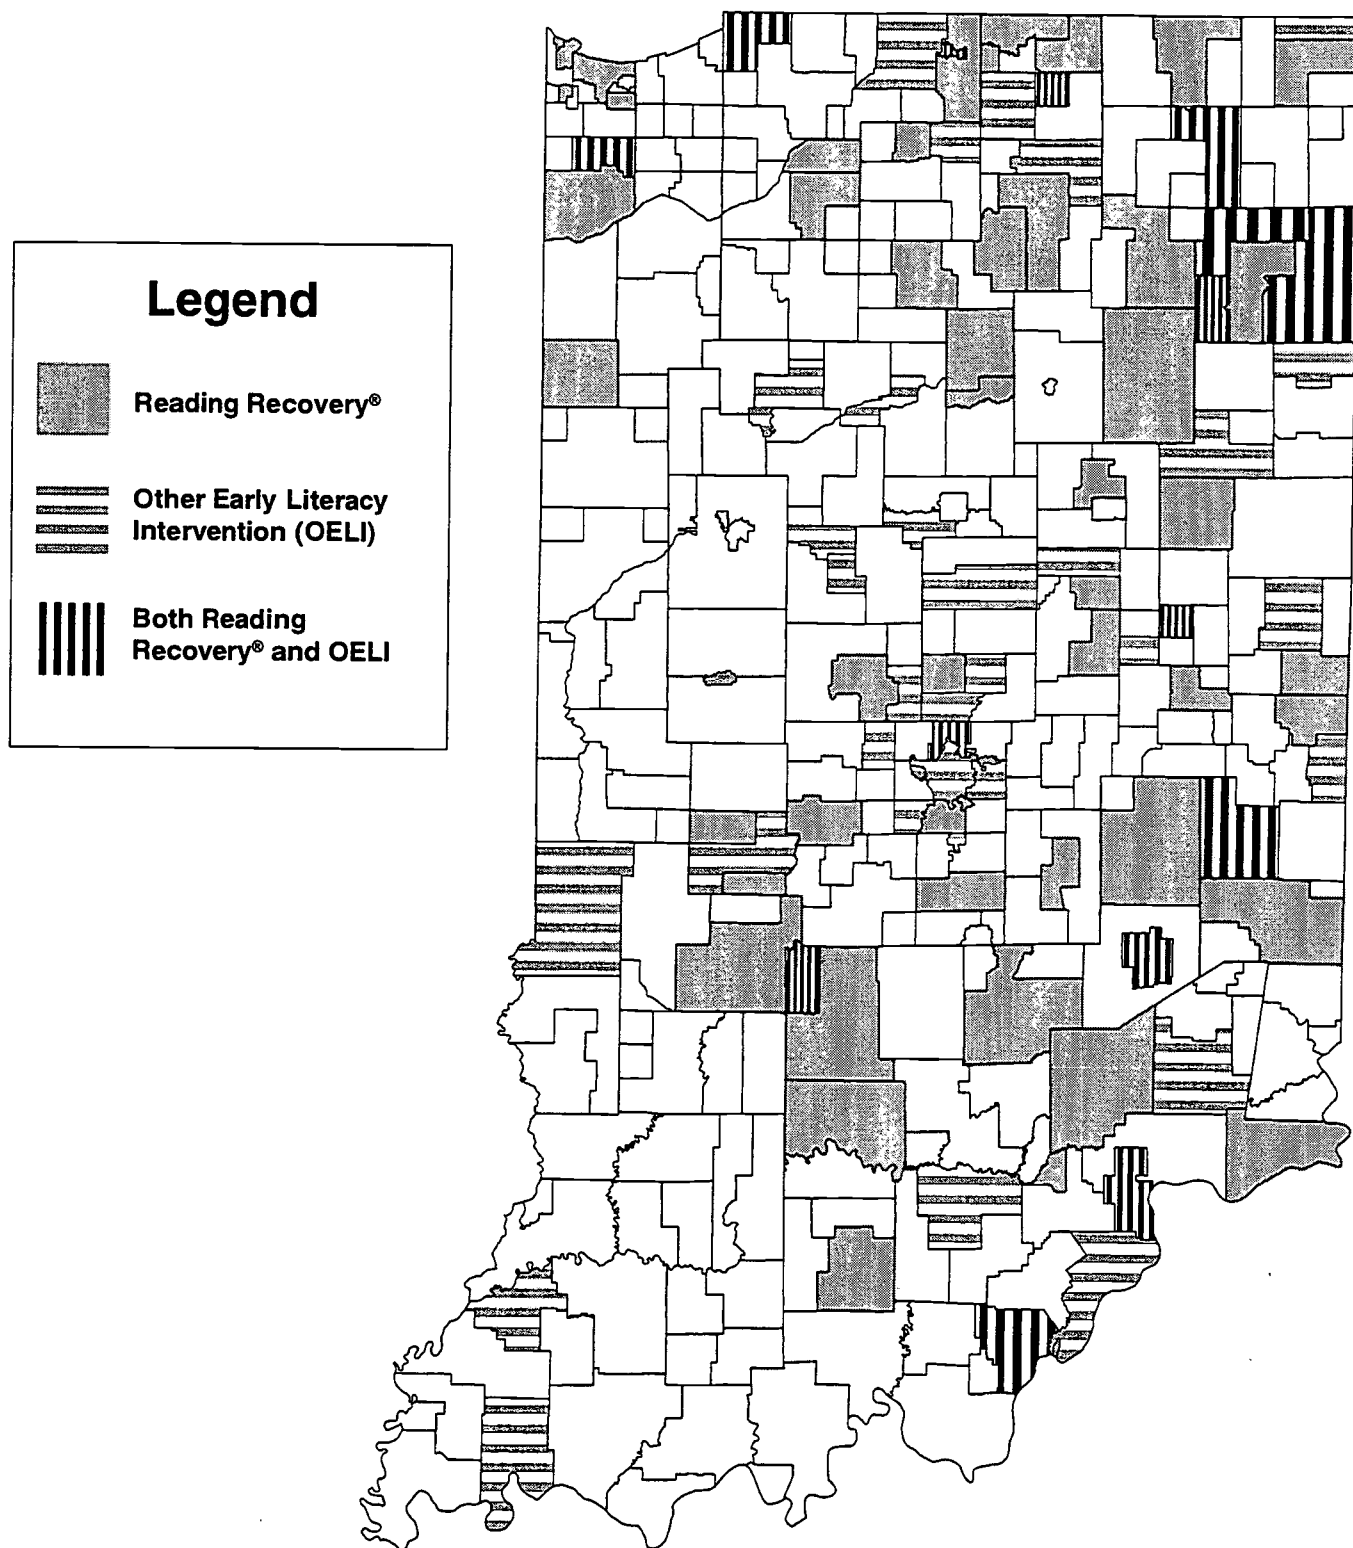 Legend
Reading Recovery®
Other Early Literacy
Intervention (OELI)
Both Reading
Recovery® and OELI